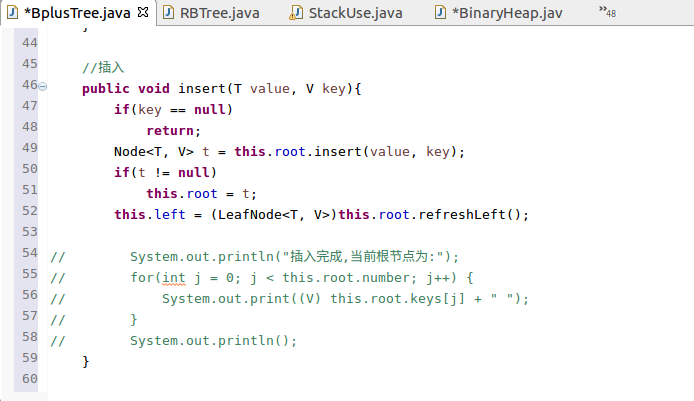 *BplusTree.java RBTree.java StackUse.java *BinaryHeap.jav »48
44 }
45
    //插入
46     public void insert(T value, V key){
47         if(key == null)
48             return;
49         Node<T, V> t = this.root.insert(value, key);
50         if(t != null)
51             this.root = t;
52         this.left = (LeafNode<T, V>)this.root.refreshLeft();
53
54 //        System.out.println("插入完成,当前根节点为:");
55 //        for(int j = 0; j < this.root.number; j++) {
56 //            System.out.print((V) this.root.keys[j] + " ");
57 //        }
58 //        System.out.println();
59     }
60